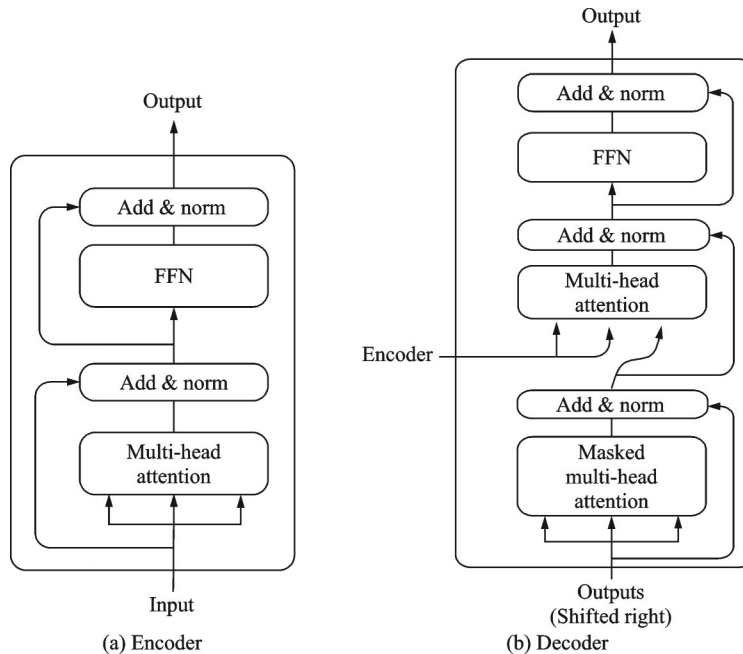 Output
Add & norm
FFN
Add & norm
Multi-head
attention
Input
(a) Encoder
Output
Add & norm
FFN
Add & norm
Multi-head
attention
Encoder
Add & norm
Masked
multi-head
attention
Outputs
(Shifted right)
(b) Decoder